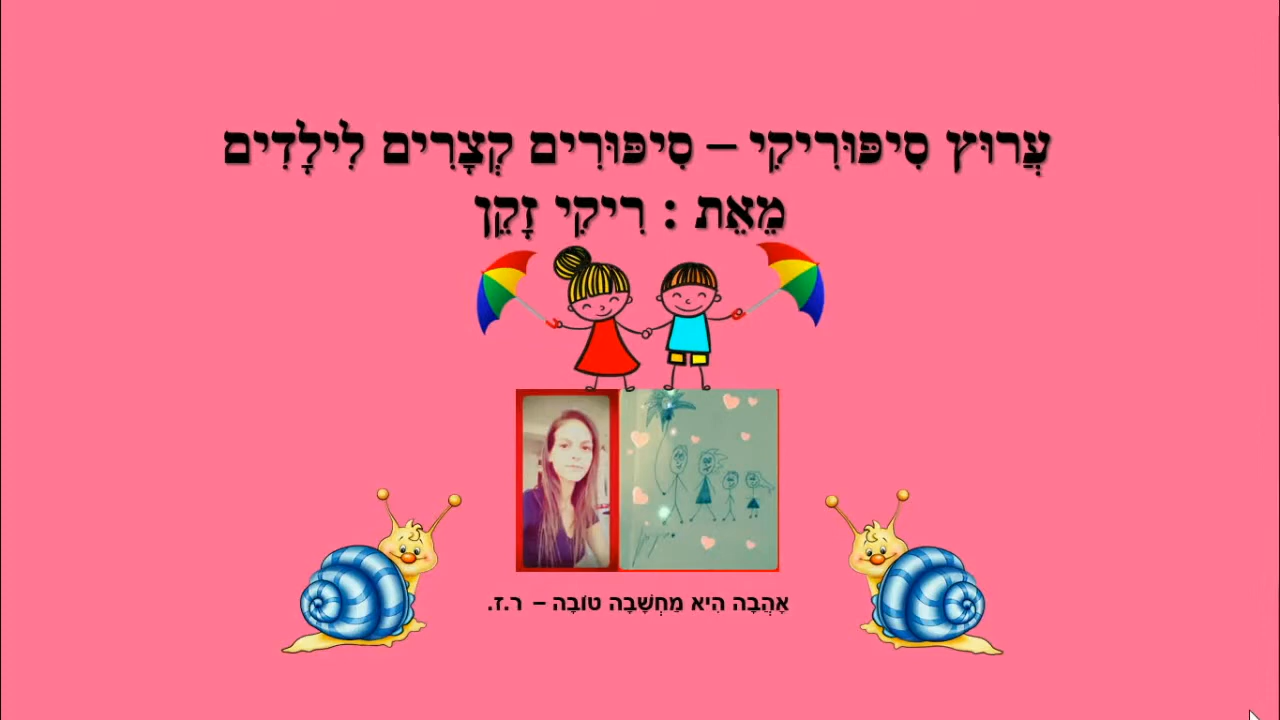 עֲרוּץ סִיפּוּרִיקִי – סִיפּוּרִים קְצָרִים לִילָדִים
מֵאֵת : רִיקִי זָקֵן
אָהֲבָה הִיא מַחְשָׁבָה טוֹבָה – ר.ז.